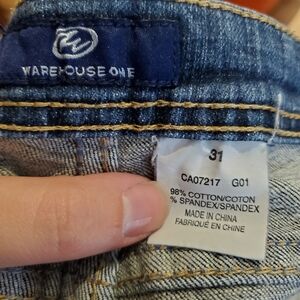 WAREHOUSE ONE
31
CA07217 G01
98% COTTON/COTON
% SPANDEX/SPANDEX
MADE IN CHINA
FABRIQUÉ EN CHINE